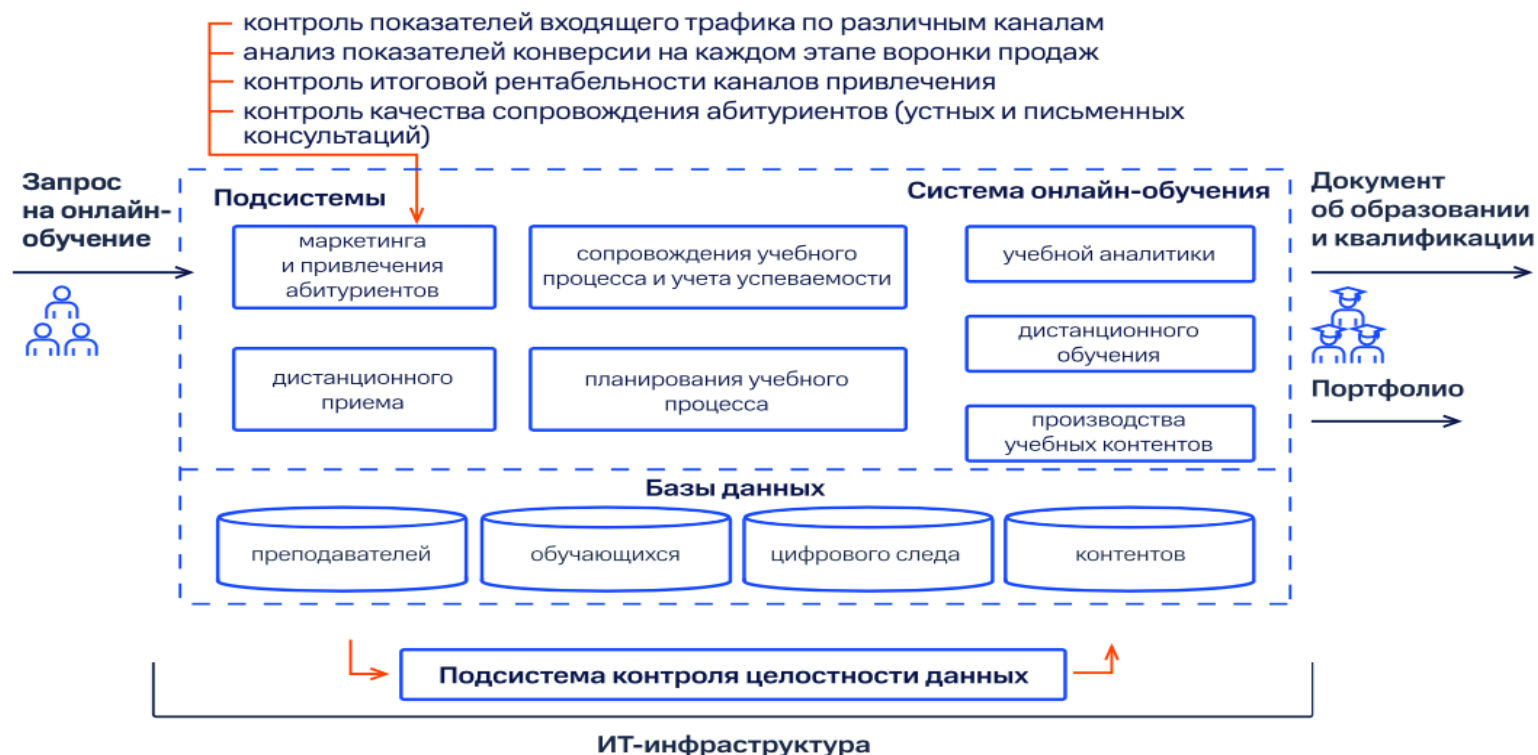 контроль показателей входящего трафика по различным каналам
анализ показателей конверсии на каждом этапе воронки продаж
контроль итоговой рентабельности каналов привлечения
контроль качества сопровождения абитуриентов (устных и письменных
консультаций)
Запрос
на онлайн-
обучение
Подсистемы
Система онлайн-обучения
маркетинга
и привлечения
абитуриентов
сопровождения учебного
процесса и учета успеваемости
учебной аналитики
дистанционного
обучения
дистанционного
приема
планирования учебного
процесса
производства
учебных контентов
Документ
об образовании
и квалификации
Портфолио
Базы данных
преподавателей
обучающихся
цифрового следа
контентов
Подсистема контроля целостности данных
ИТ-инфраструктура